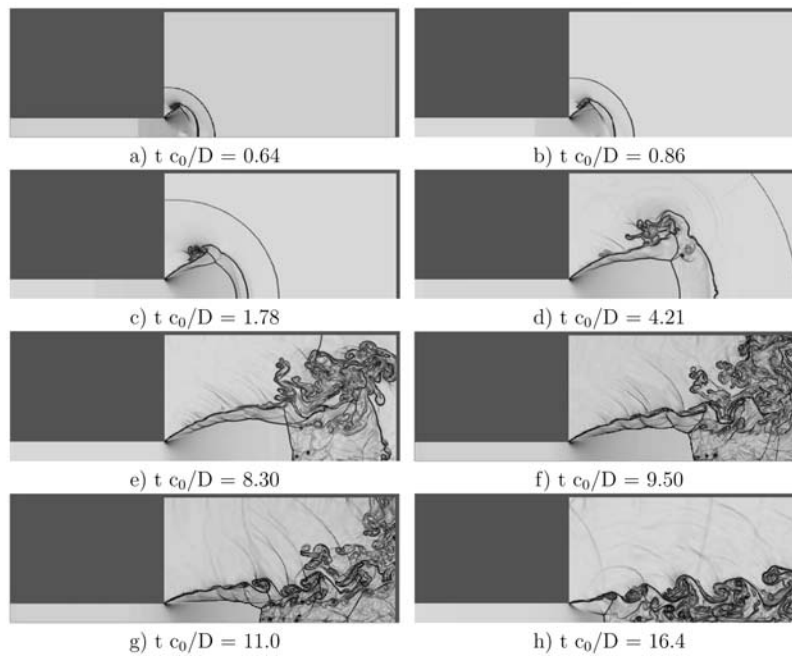 a) t c₀/D = 0.64
b) t c₀/D = 0.86
c) t c₀/D = 1.78
d) t c₀/D = 4.21
e) t c₀/D = 8.30
f) t c₀/D = 9.50
g) t c₀/D = 11.0
h) t c₀/D = 16.4